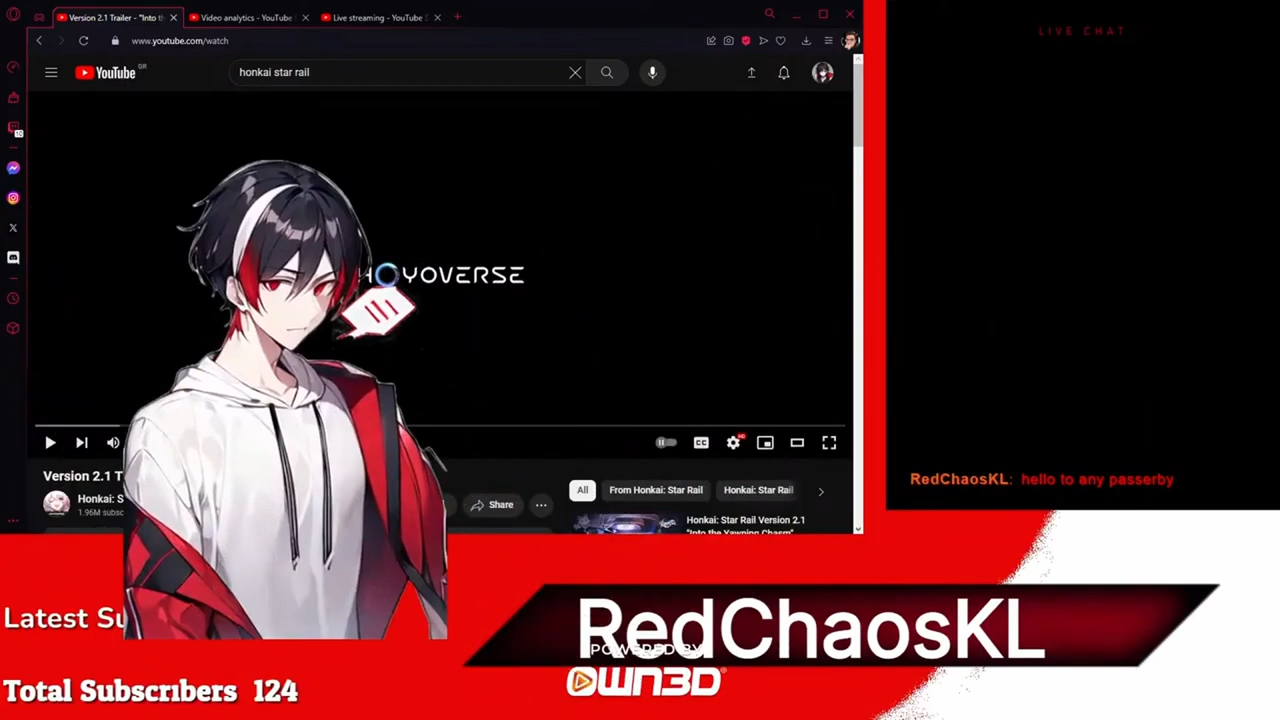 Version 2.1 Trailer - "Into th
Video analytics - YouTube
Live streaming - YouTube S
www.youtube.com/watch
YouTube GR
honkai star rail
HOYOVERSE
CC
HD
Version 2.1 T
Honkai: S
1.96M subsc
Share
All
From Honkai: Star Rail
Honkai: Star Rail
Honkai: Star Rail Version 2.1
"Into the Yawning Chasm"
LIVE CHAT
RedChaosKL: hello to any passerby
Latest Su
Total Subscribers 124
RedChaosKL
POWERED BY
OWN3D